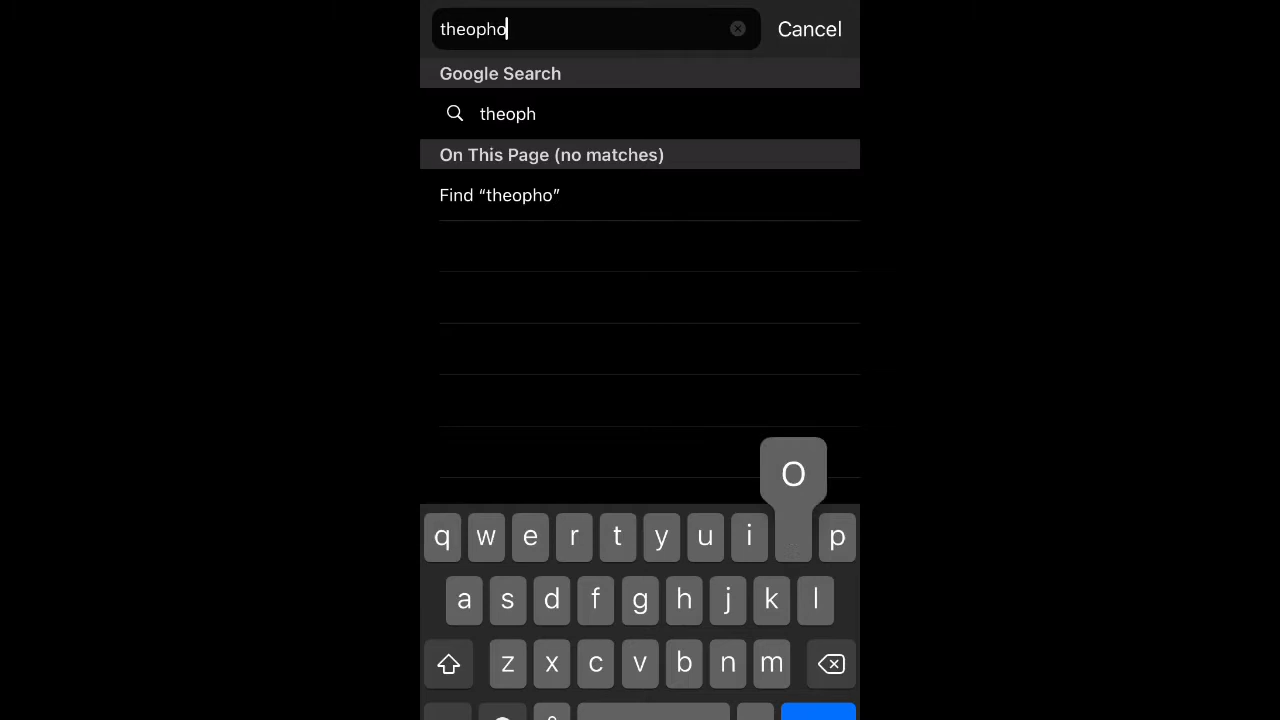 theopho
Cancel
Google Search
theoph
On This Page (no matches)
Find “theopho”
O
q w e r t y u i p
a s d f g h j k l
z x c v b n m